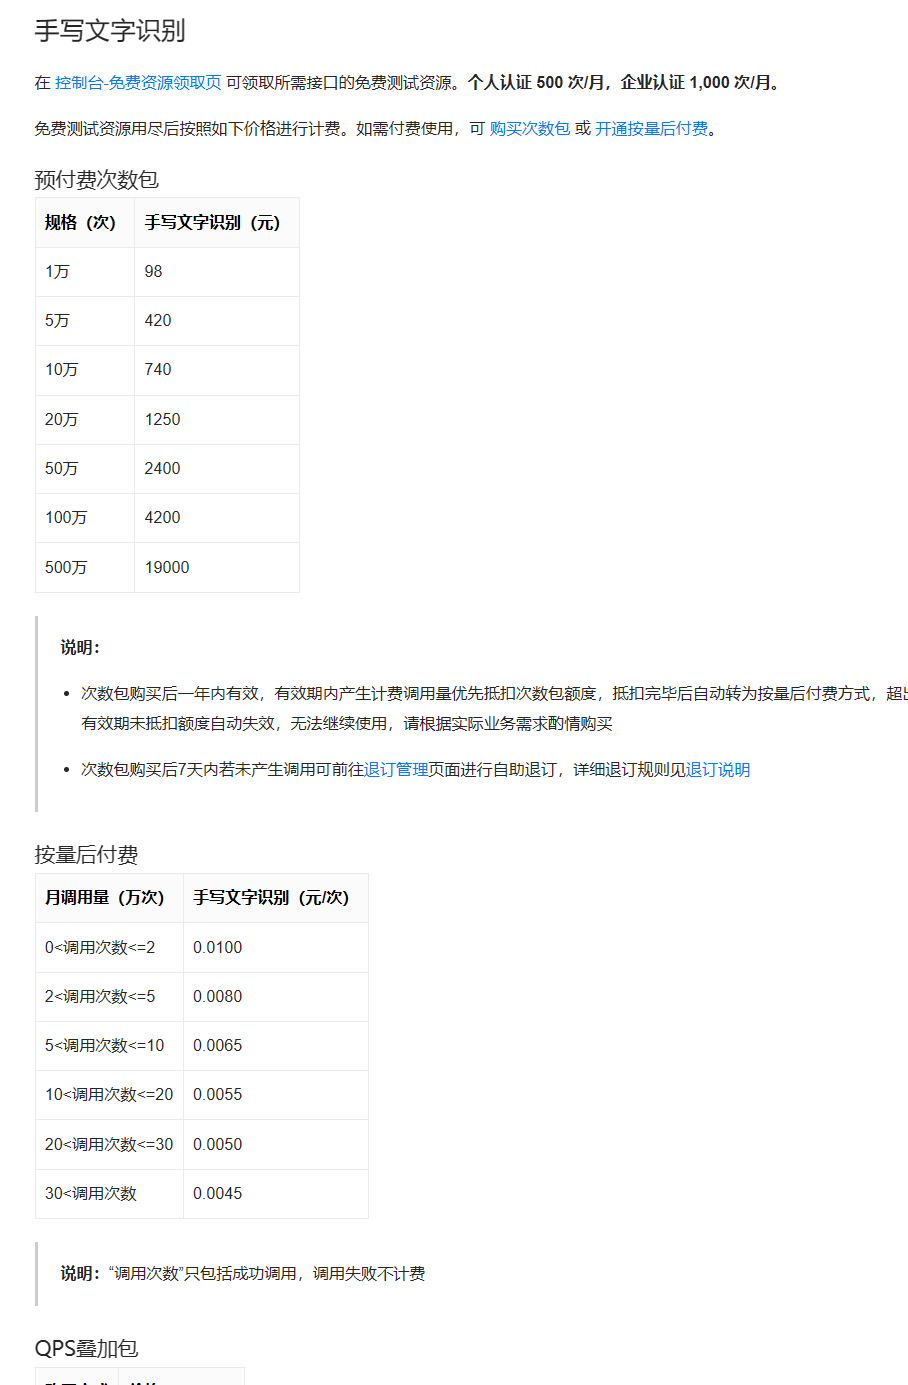 手写文字识别
在 控制台-免费资源领取页 可领取所需接口的免费测试资源。个人认证 500 次/月，企业认证 1,000 次/月。
免费测试资源用尽后按照如下价格进行计费。如需付费使用，可 购买次数包 或 开通按量后付费。
预付费次数包
规格（次） 手写文字识别（元）
1万 98
5万 420
10万 740
20万 1250
50万 2400
100万 4200
500万 19000
说明：
• 次数包购买后一年内有效，有效期内产生计费调用量优先抵扣次数包额度，抵扣完毕后自动转为按量后付费方式，超
有效期未抵扣额度自动失效，无法继续使用，请根据实际业务需求酌情购买
• 次数包购买后7天内若未产生调用可前往退订管理页面进行自助退订，详细退订规则见退订说明
按量后付费
月调用量（万次） 手写文字识别（元/次）
0<调用次数<=2 0.0100
2<调用次数<=5 0.0080
5<调用次数<=10 0.0065
10<调用次数<=20 0.0055
20<调用次数<=30 0.0050
30<调用次数 0.0045
说明：“调用次数”只包括成功调用，调用失败不计费
QPS叠加包